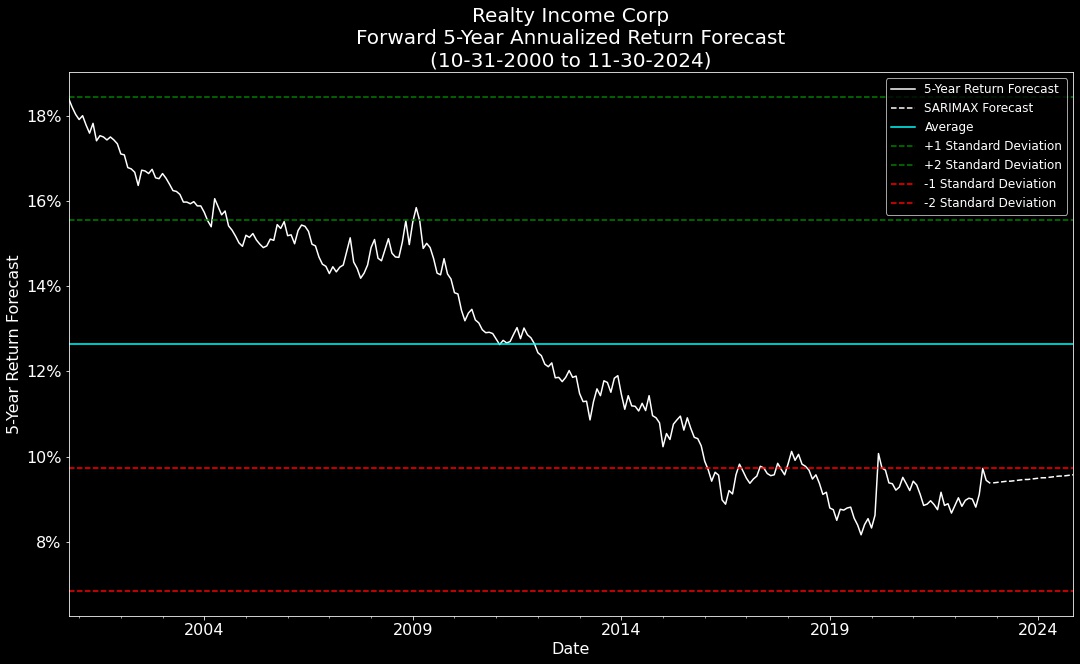 Realty Income Corp
Forward 5-Year Annualized Return Forecast
(10-31-2000 to 11-30-2024)
5-Year Return Forecast
SARIMAX Forecast
Average
+1 Standard Deviation
+2 Standard Deviation
-1 Standard Deviation
-2 Standard Deviation
18%
16%
14%
12%
10%
8%
5-Year Return Forecast
2004
2009
2014
2019
2024
Date